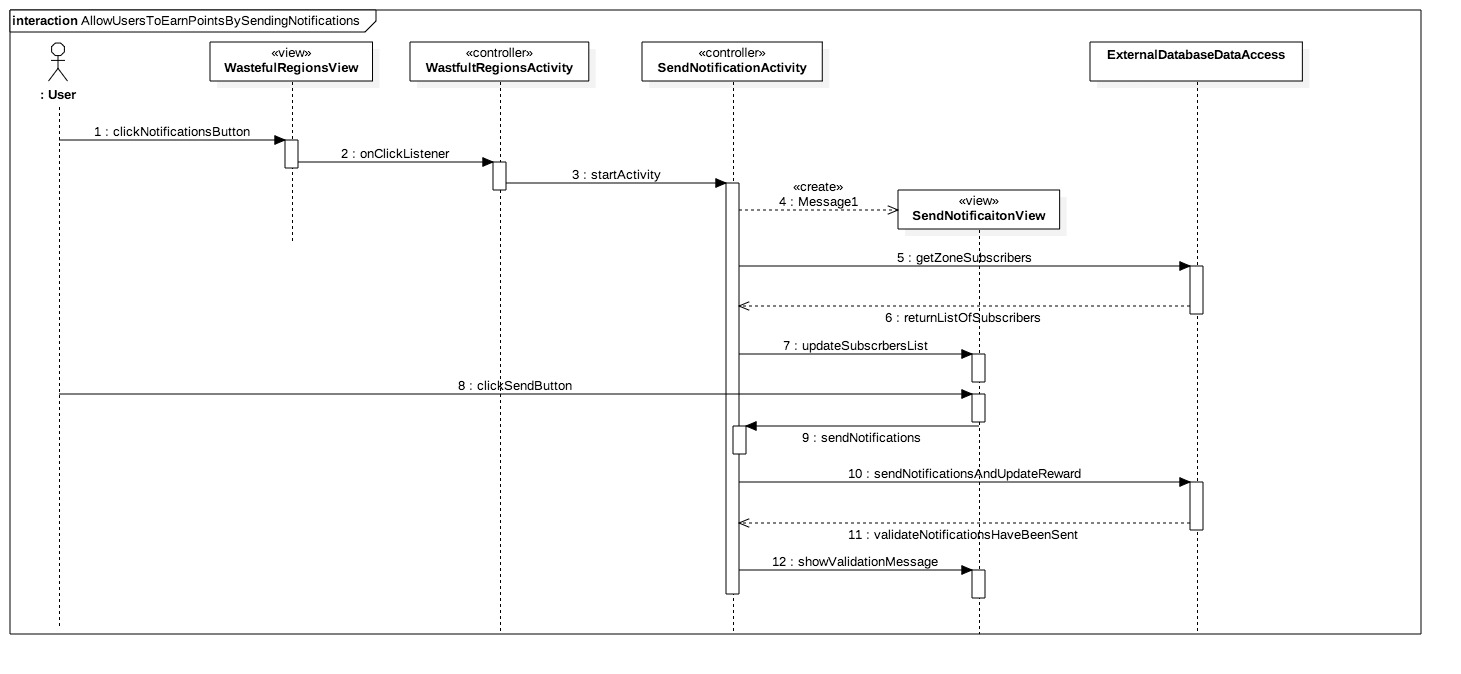 interaction AllowUsersToEarnPointsBySendingNotifications
: User
«view»
WastefulRegionsView
«controller»
WastfultRegionsActivity
«controller»
SendNotificationActivity
ExternalDatabaseDataAccess
1 : clickNotificationsButton
2 : onClickListener
3 : startActivity
«create»
4 : Message1
«view»
SendNotificaitonView
5 : getZoneSubscribers
6 : returnListOfSubscribers
7 : updateSubscrbersList
8 : clickSendButton
9 : sendNotifications
10 : sendNotificationsAndUpdateReward
11 : validateNotificationsHaveBeenSent
12 : showValidationMessage